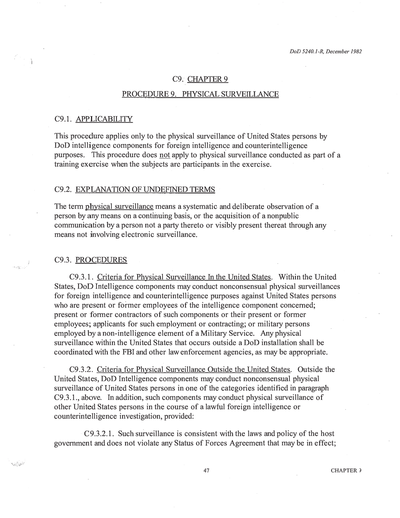 DoD 5240.1-R, December 1982
C9. CHAPTER 9
PROCEDURE 9. PHYSICAL SURVEILLANCE
C9.1. APPLICABILITY
This procedure applies only to the physical surveillance of United States persons by
DoD intelligence components for foreign intelligence and counterintelligence
purposes. This procedure does not apply to physical surveillance conducted as part of a
training exercise when the subjects are participants in the exercise.
C9.2. EXPLANATION OF UNDEFINED TERMS
The term physical surveillance means a systematic and deliberate observation of a
person by any means on a continuing basis, or the acquisition of a nonpublic
communication by a person not a party thereto or visibly present thereat through any
means not involving electronic surveillance.
C9.3. PROCEDURES
C9.3.1. Criteria for Physical Surveillance In the United States. Within the United
States, DoD Intelligence components may conduct nonconsensual physical surveillances
for foreign intelligence and counterintelligence purposes against United States persons
who are present or former employees of the intelligence component concerned;
present or former contractors of such components or their present or former
employees; applicants for such employment or contracting; or military persons
employed by a non-intelligence element of a Military Service. Any physical
surveillance within the United States that occurs outside a DoD installation shall be
coordinated with the FBI and other law enforcement agencies, as may be appropriate.
C9.3.2. Criteria for Physical Surveillance Outside the United States. Outside the
United States, DoD Intelligence components may conduct nonconsensual physical
surveillance of United States persons in one of the categories identified in paragraph
C9.3.1., above. In addition, such components may conduct physical surveillance of
other United States persons in the course of a lawful foreign intelligence or
counterintelligence investigation, provided:
C9.3.2.1. Such surveillance is consistent with the laws and policy of the host
government and does not violate any Status of Forces Agreement that may be in effect;
47 CHAPTER 3